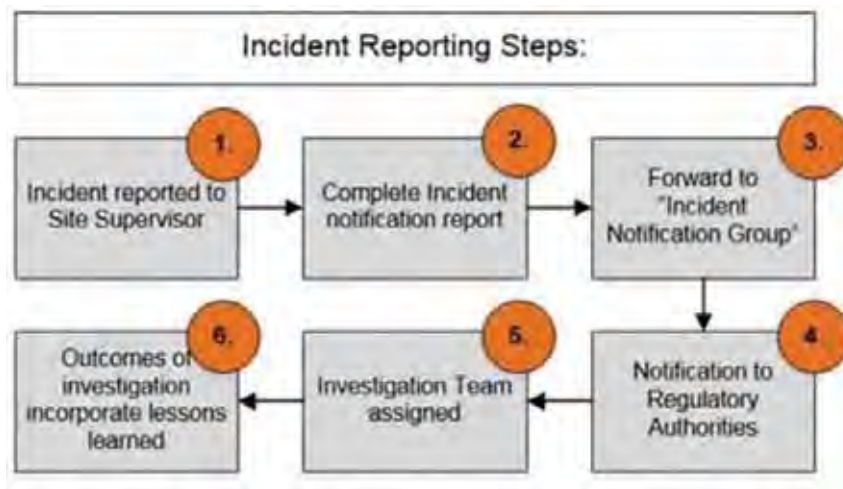 Incident Reporting Steps:
1.
Incident reported to
Site Supervisor
2.
Complete Incident
notification report
3.
Forward to
"Incident
Notification Group"
4.
Notification to
Regulatory
Authorities
5.
Investigation Team
assigned
6.
Outcomes of
investigation
incorporate lessons
learned